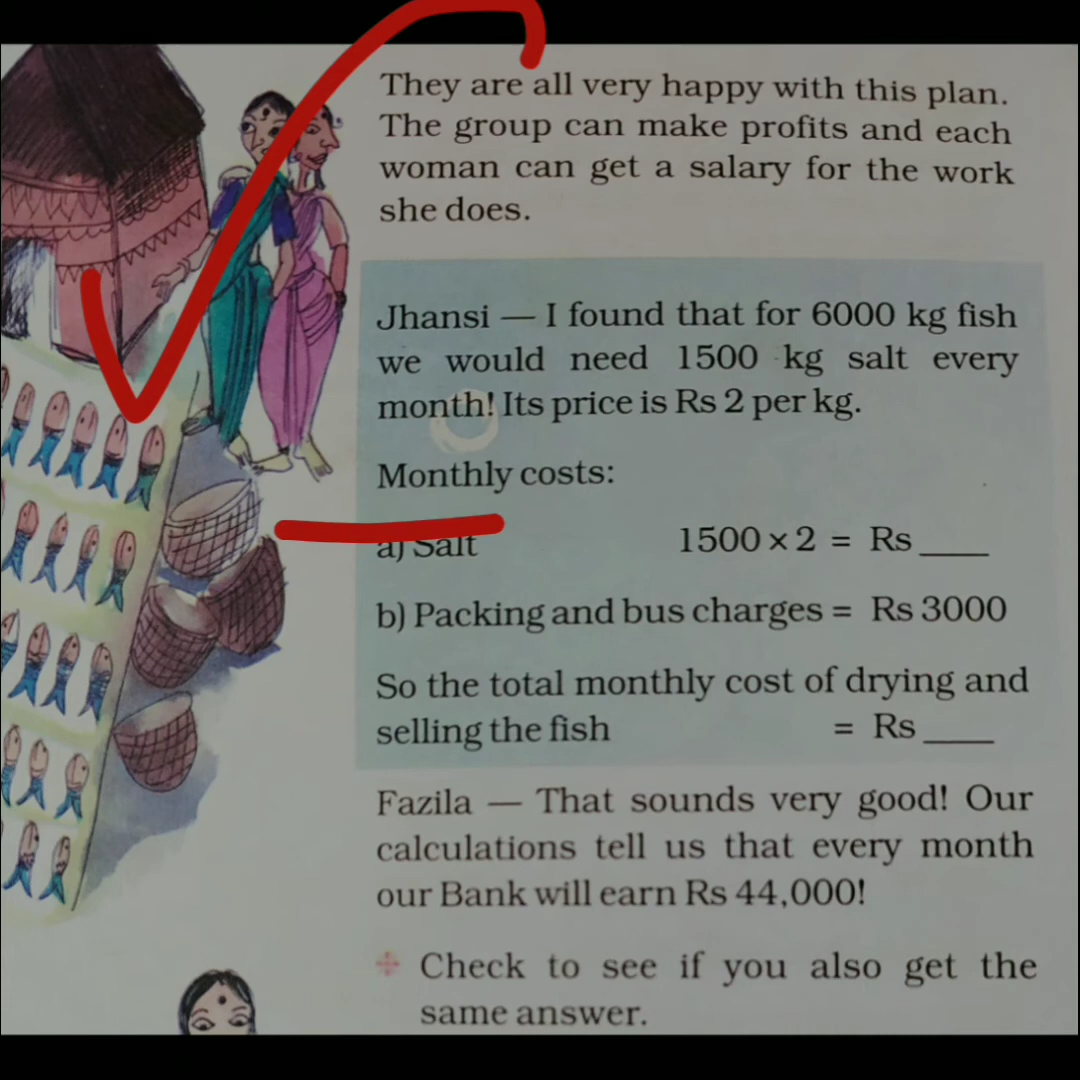 They are all very happy with this plan.
The group can make profits and each
woman can get a salary for the work
she does.
Jhansi — I found that for 6000 kg fish
we would need 1500 kg salt every
month! Its price is Rs 2 per kg.
Monthly costs:
a) Salt 1500 × 2 = Rs ____
b) Packing and bus charges = Rs 3000
So the total monthly cost of drying and
selling the fish = Rs ____
Fazila — That sounds very good! Our
calculations tell us that every month
our Bank will earn Rs 44,000!
Check to see if you also get the
same answer.